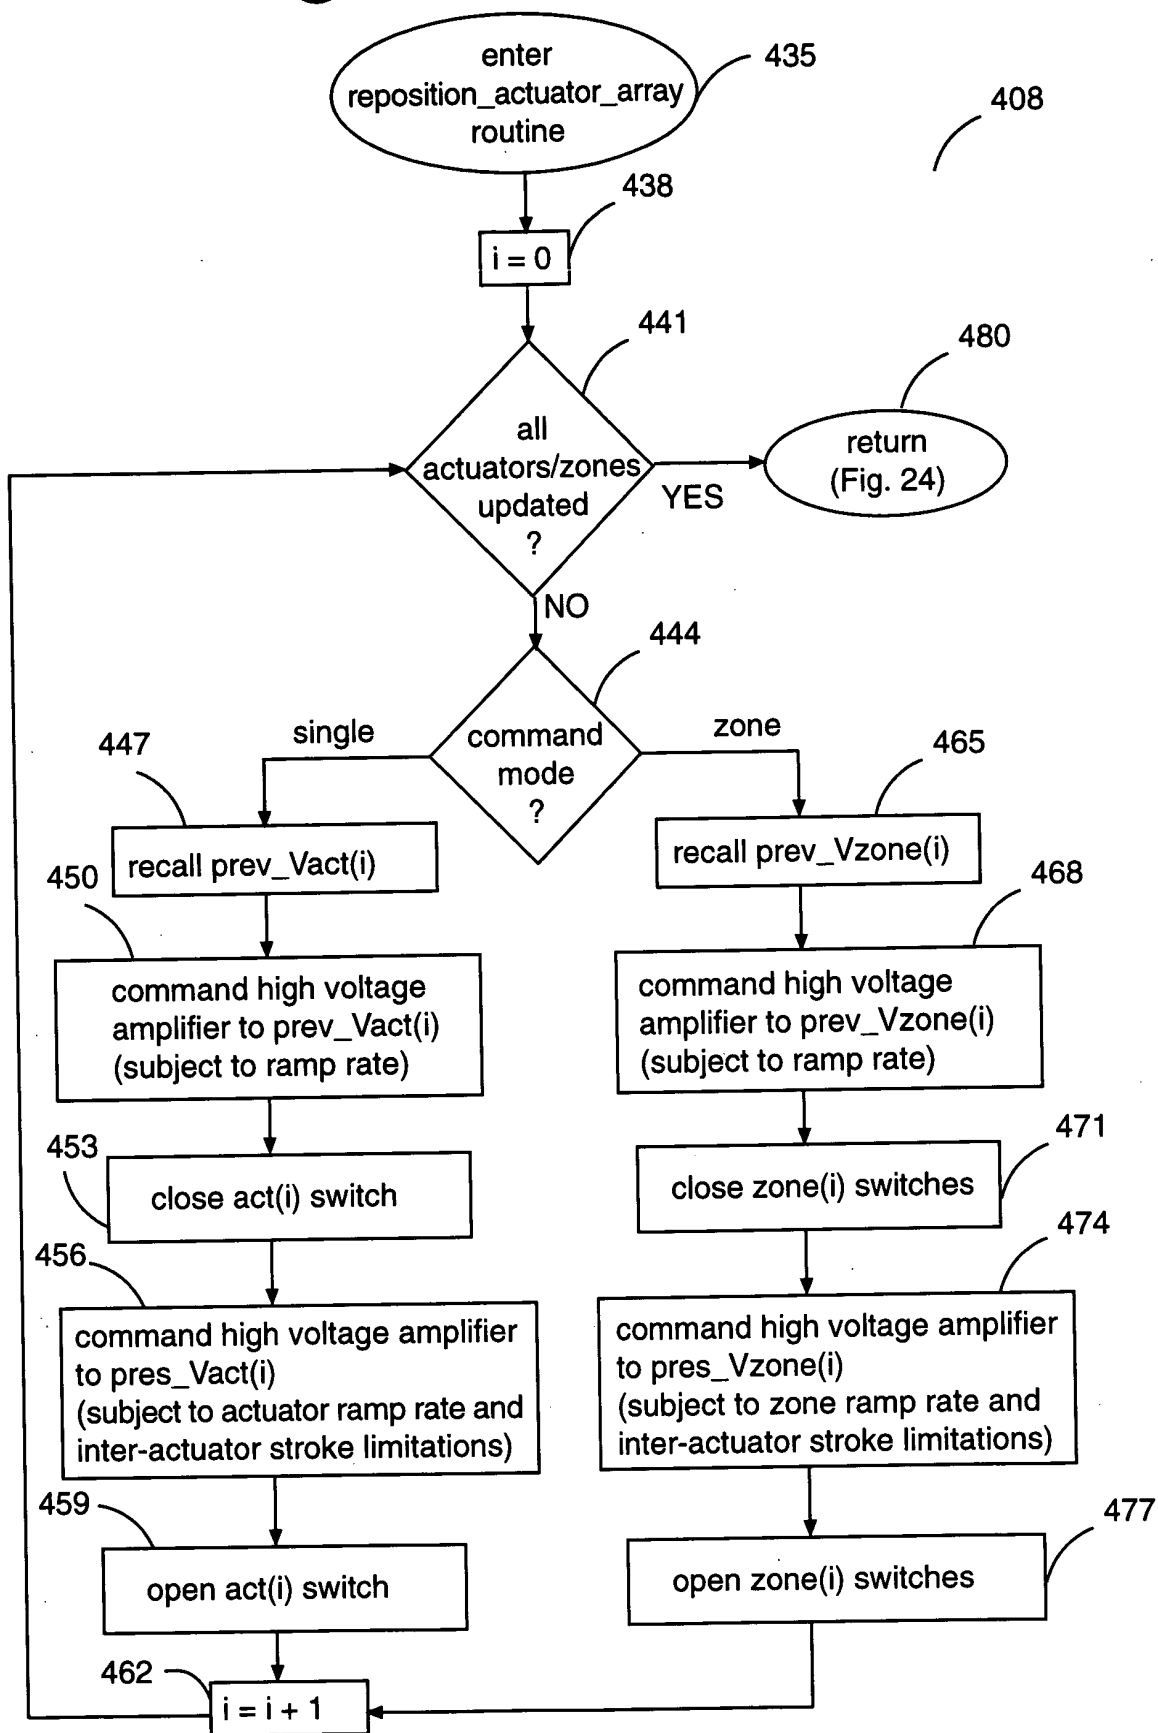 enter
reposition_actuator_array
routine
435
408
438
i = 0
441
480
all
actuators/zones
updated
?
YES
return
(Fig. 24)
NO
444
single
command
mode
?
zone
447
465
recall prev_Vact(i)
recall prev_Vzone(i)
450
468
command high voltage
amplifier to prev_Vact(i)
(subject to ramp rate)
command high voltage
amplifier to prev_Vzone(i)
(subject to ramp rate)
453
471
close act(i) switch
close zone(i) switches
456
474
command high voltage amplifier
to pres_Vact(i)
(subject to actuator ramp rate and
inter-actuator stroke limitations)
command high voltage amplifier
to pres_Vzone(i)
(subject to zone ramp rate and
inter-actuator stroke limitations)
459
477
open act(i) switch
open zone(i) switches
462
i = i + 1